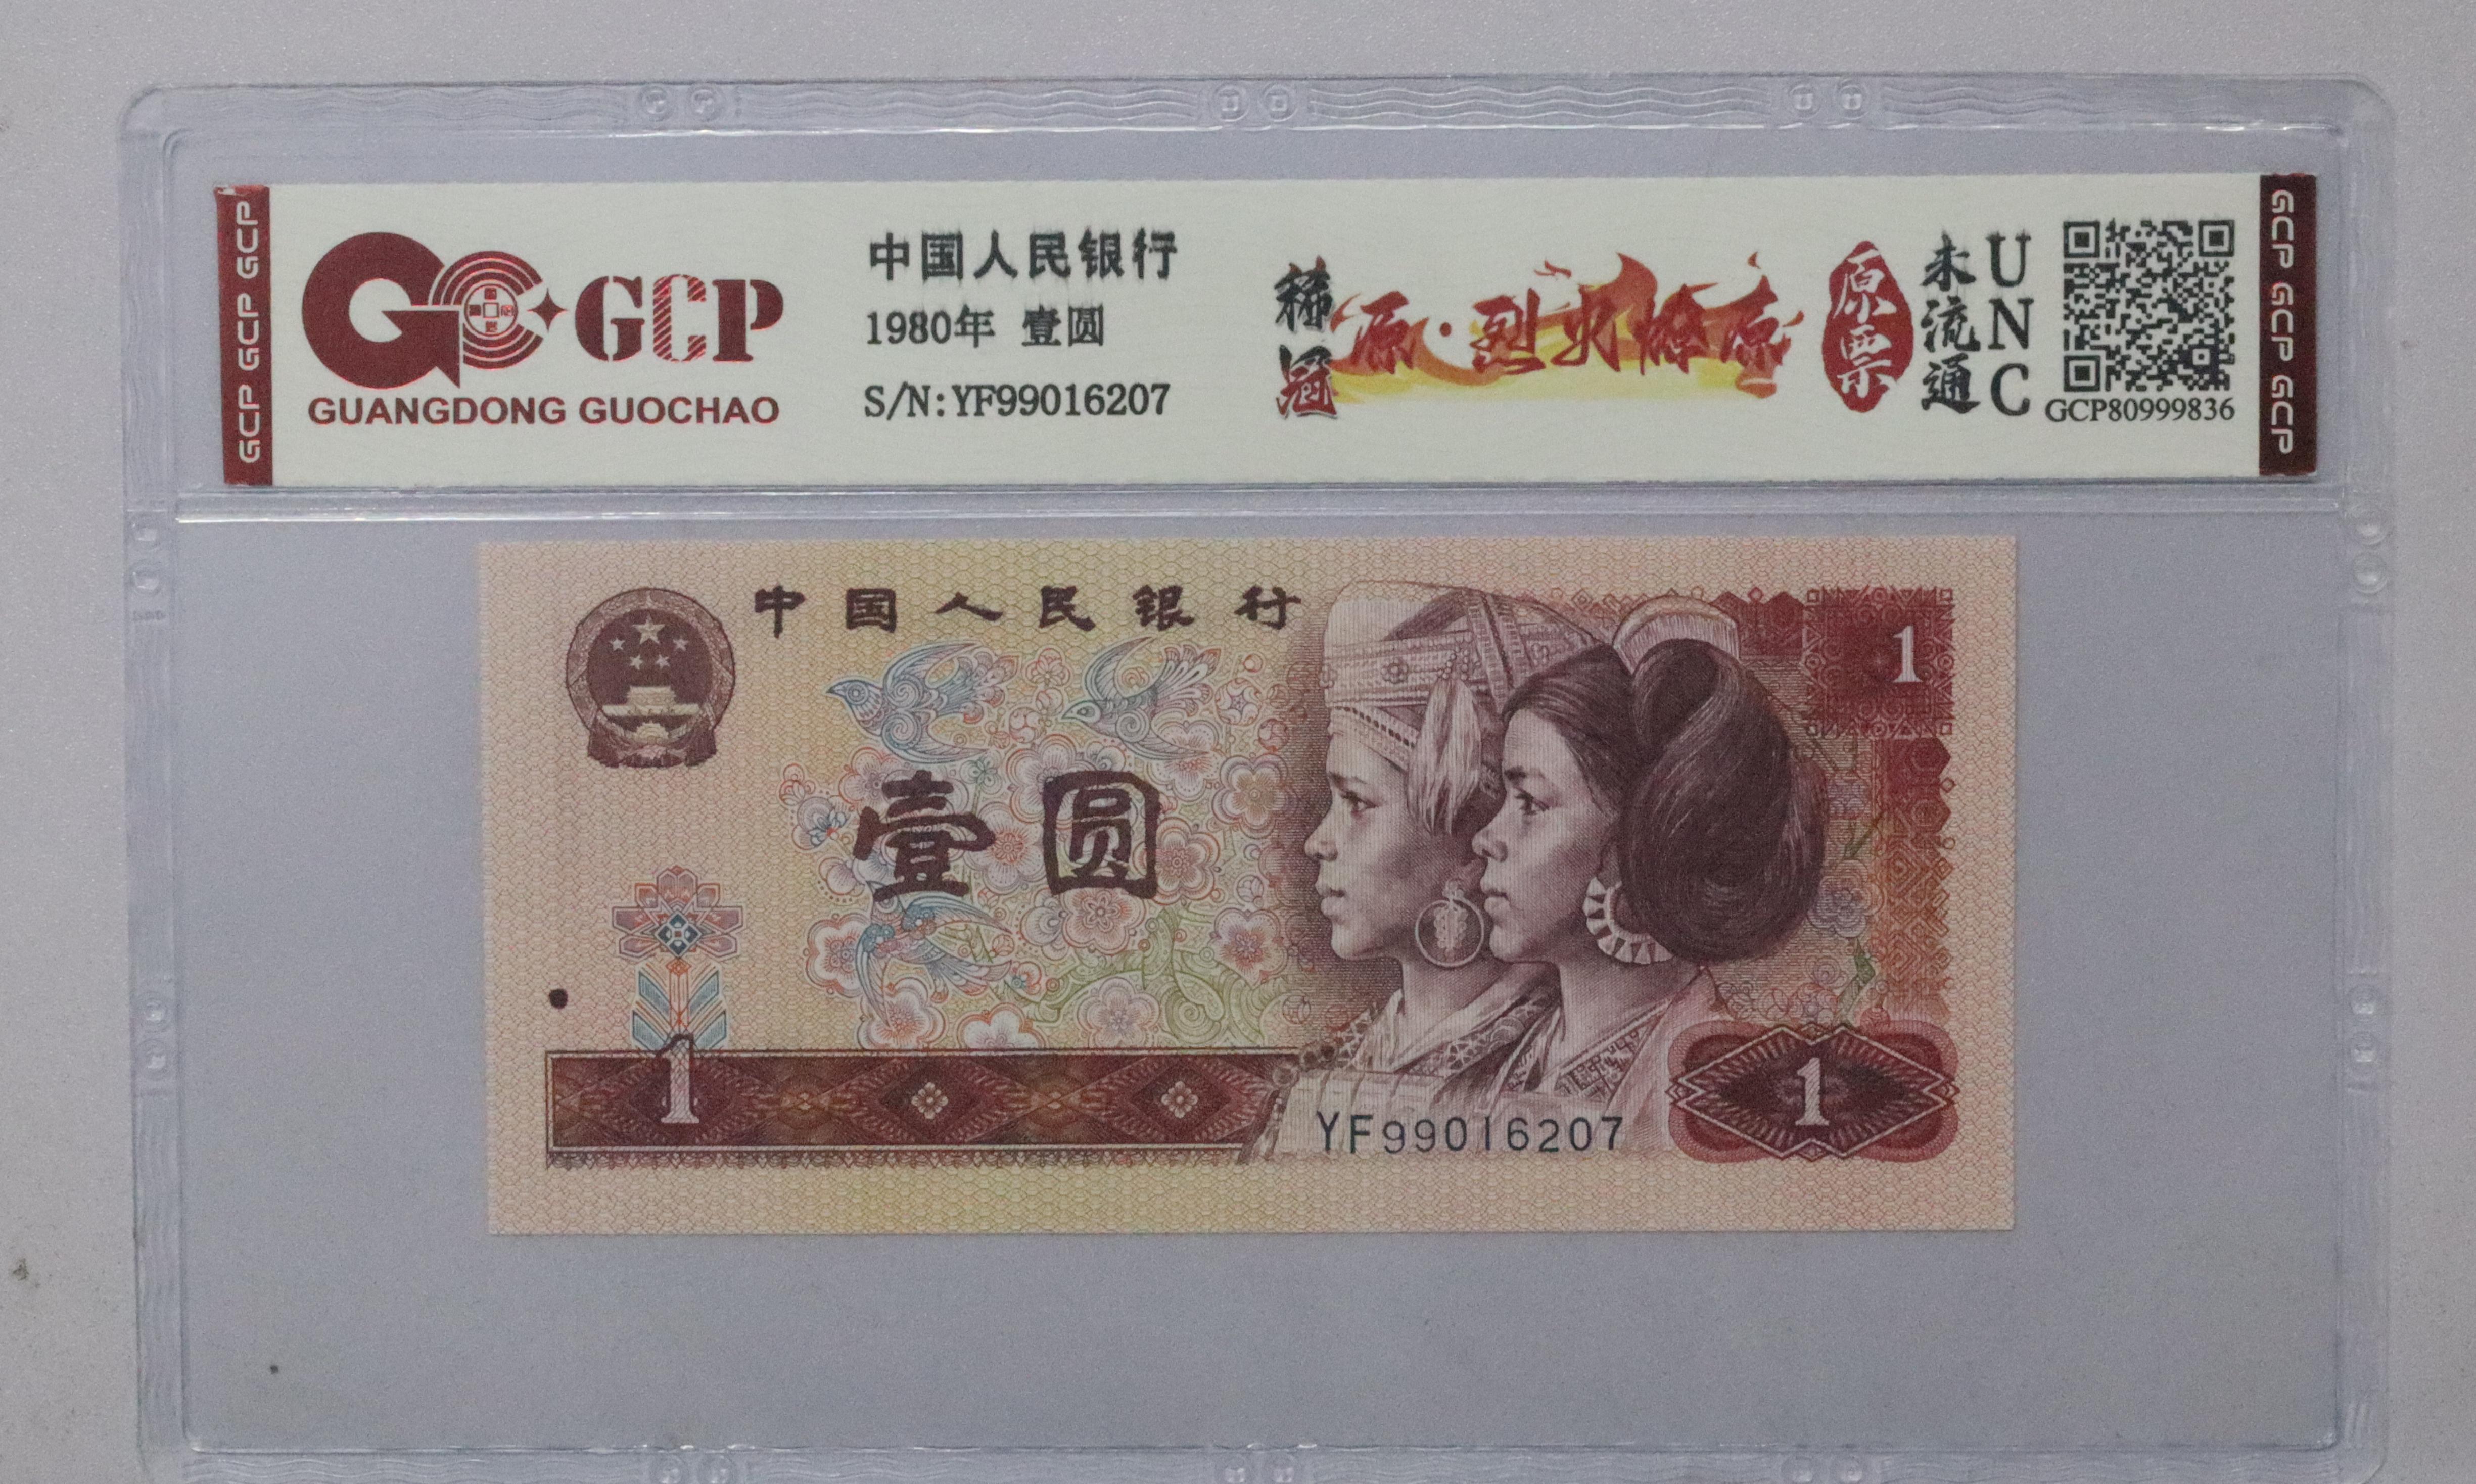 GCP GCP GCP
GCP
GUANGDONG GUOCHAO
中国人民银行
1980年 壹圆
S/N:YF99016207
稀冠
源·烈火燎原
原票
未流通
UNC
GCP80999836
GCP GCP GCP
中国人民银行
1
壹圆
1
YF99016207
1